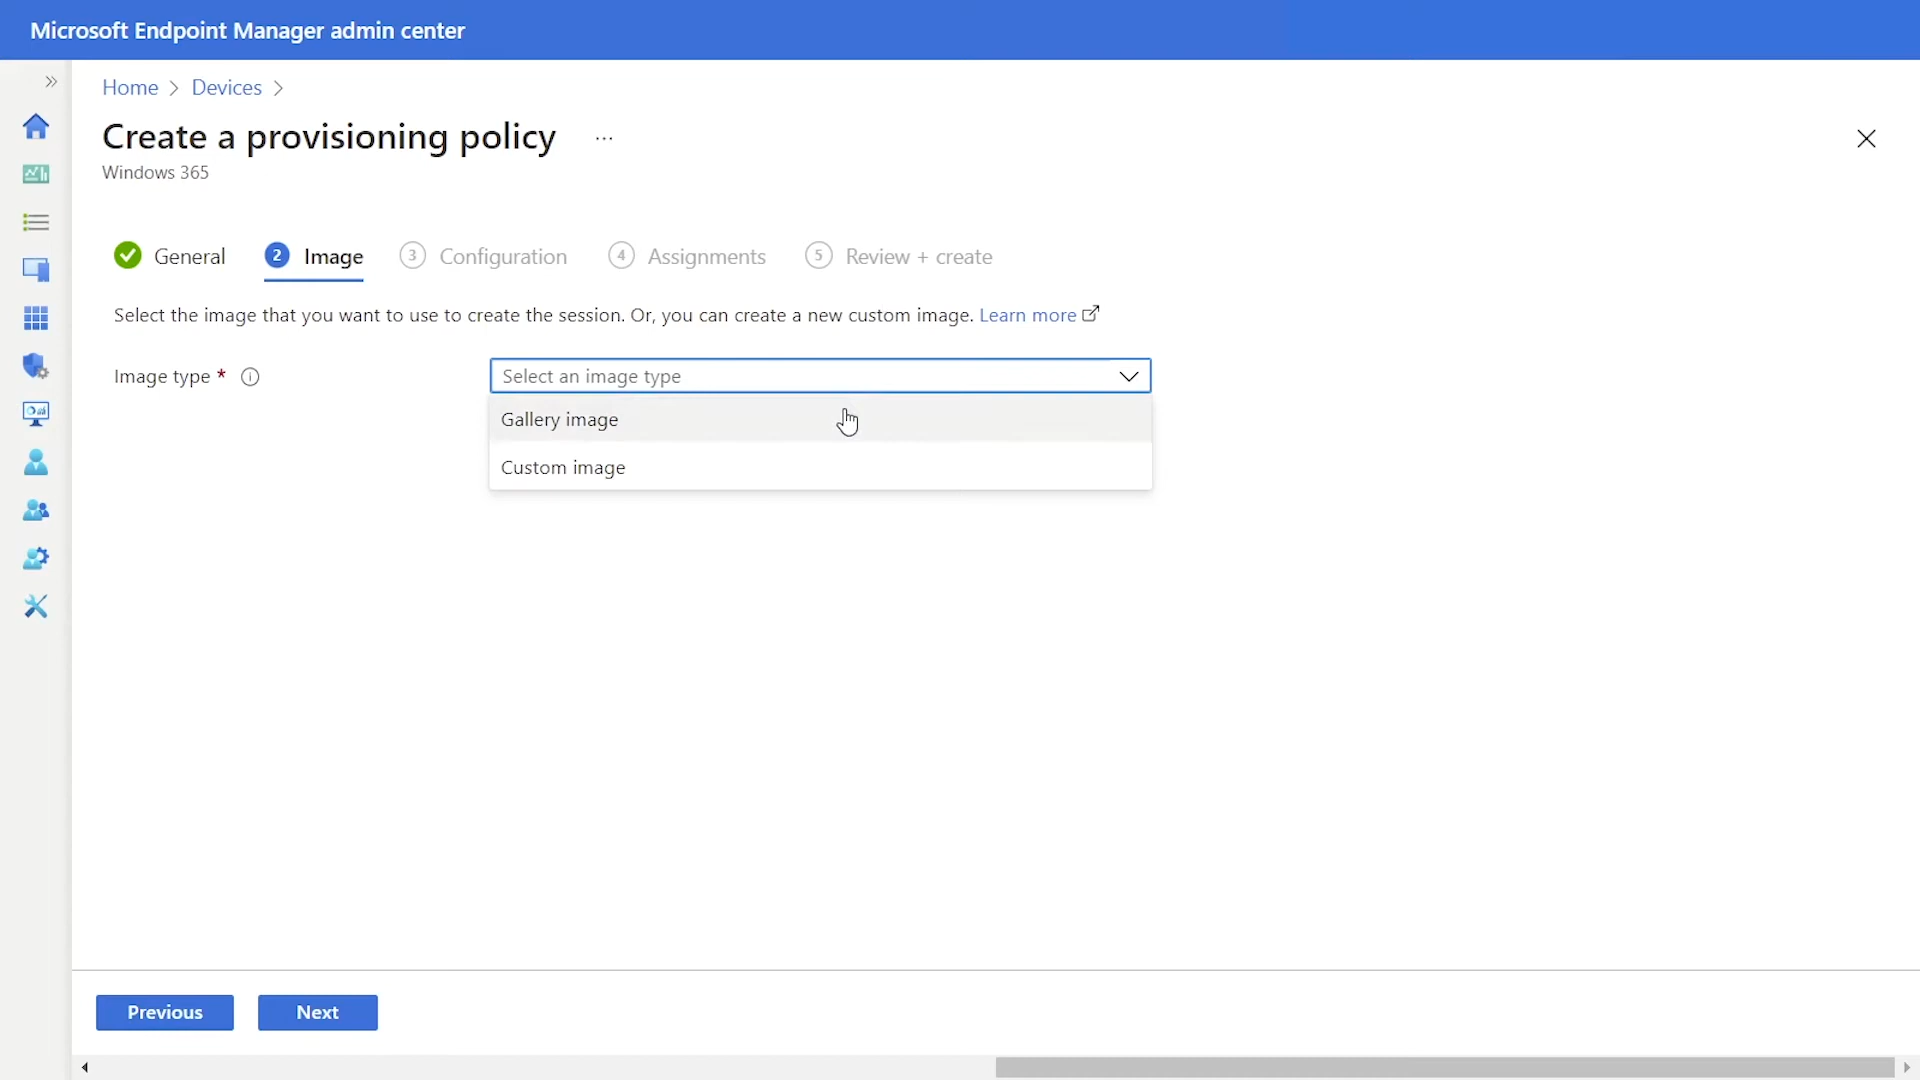 Microsoft Endpoint Manager admin center
Home > Devices >
Create a provisioning policy ...
Windows 365
General 2 Image 3 Configuration 4 Assignments 5 Review + create
Select the image that you want to use to create the session. Or, you can create a new custom image. Learn more
Image type * Select an image type
Gallery image
Custom image
Previous Next